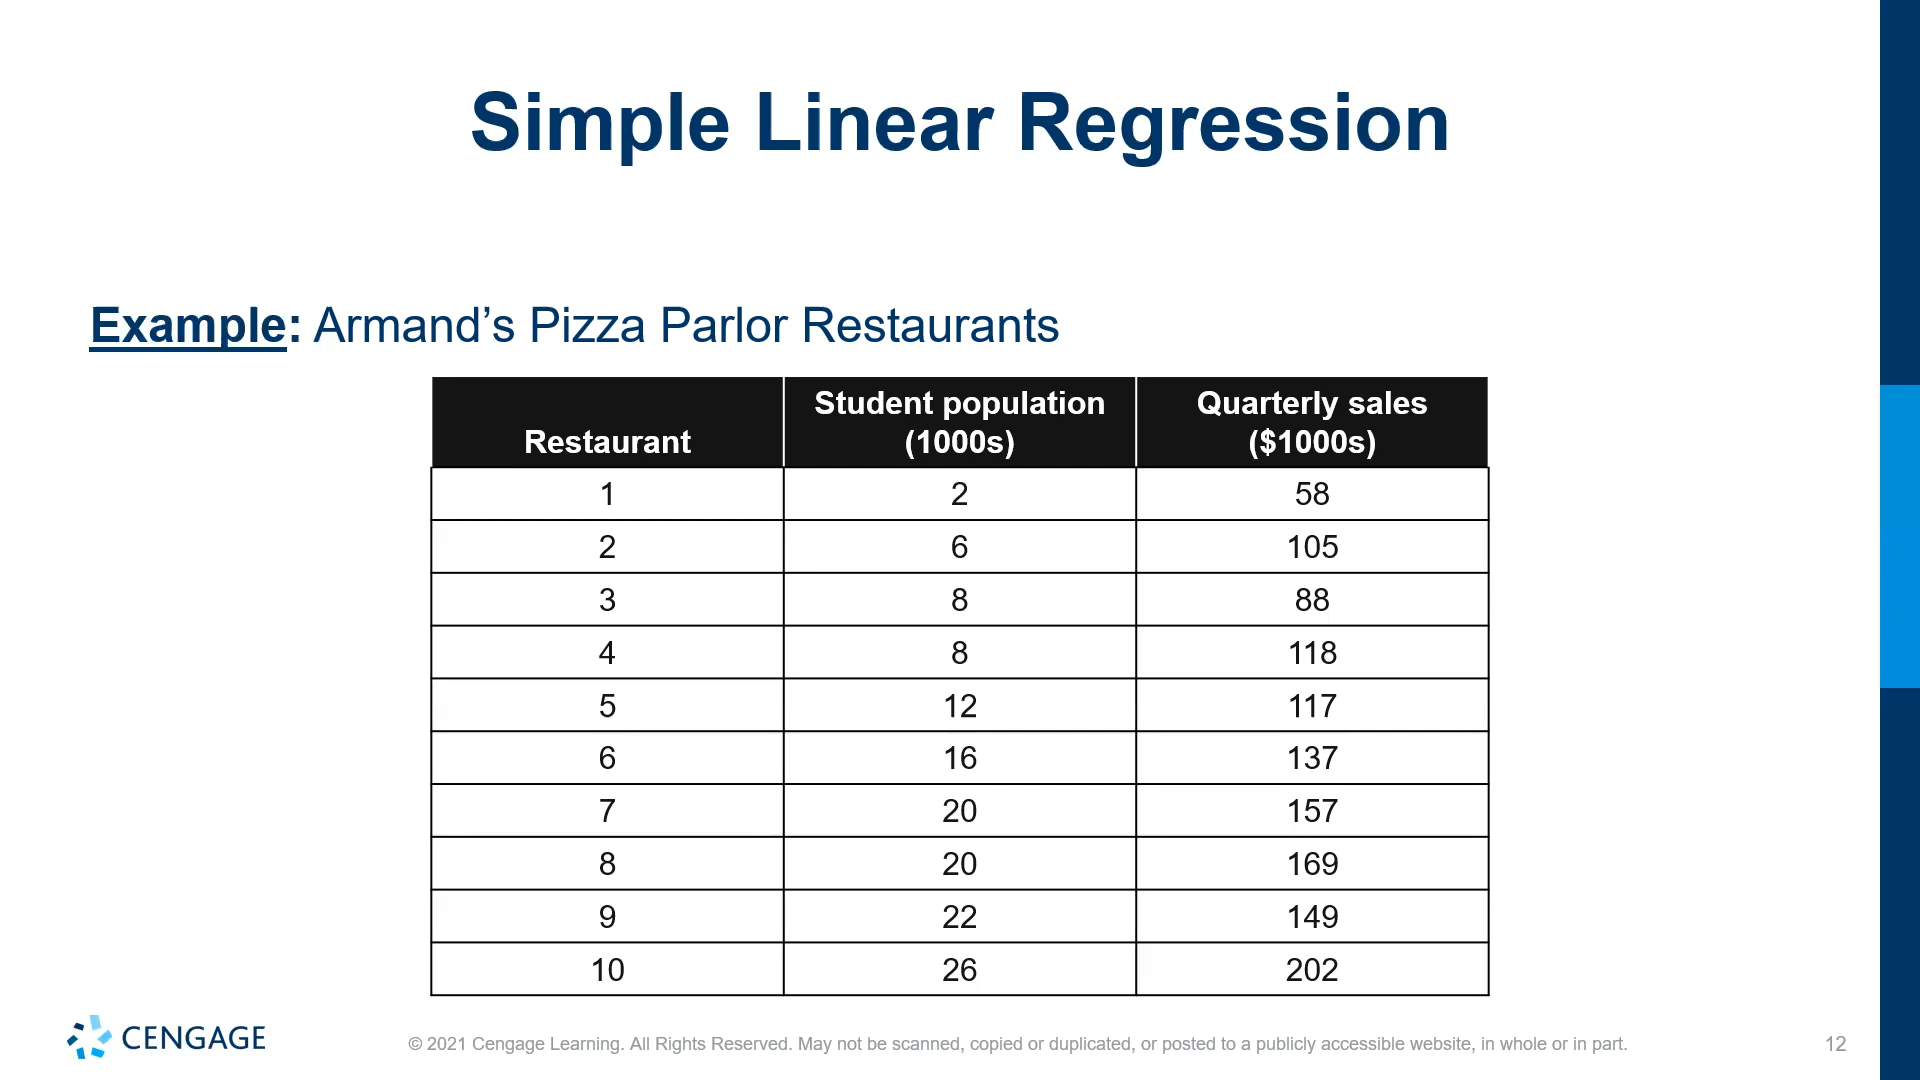 Simple Linear Regression
Example: Armand’s Pizza Parlor Restaurants
Restaurant Student population (1000s) Quarterly sales ($1000s)
1 2 58
2 6 105
3 8 88
4 8 118
5 12 117
6 16 137
7 20 157
8 20 169
9 22 149
10 26 202
CENGAGE
© 2021 Cengage Learning. All Rights Reserved. May not be scanned, copied or duplicated, or posted to a publicly accessible website, in whole or in part.
12